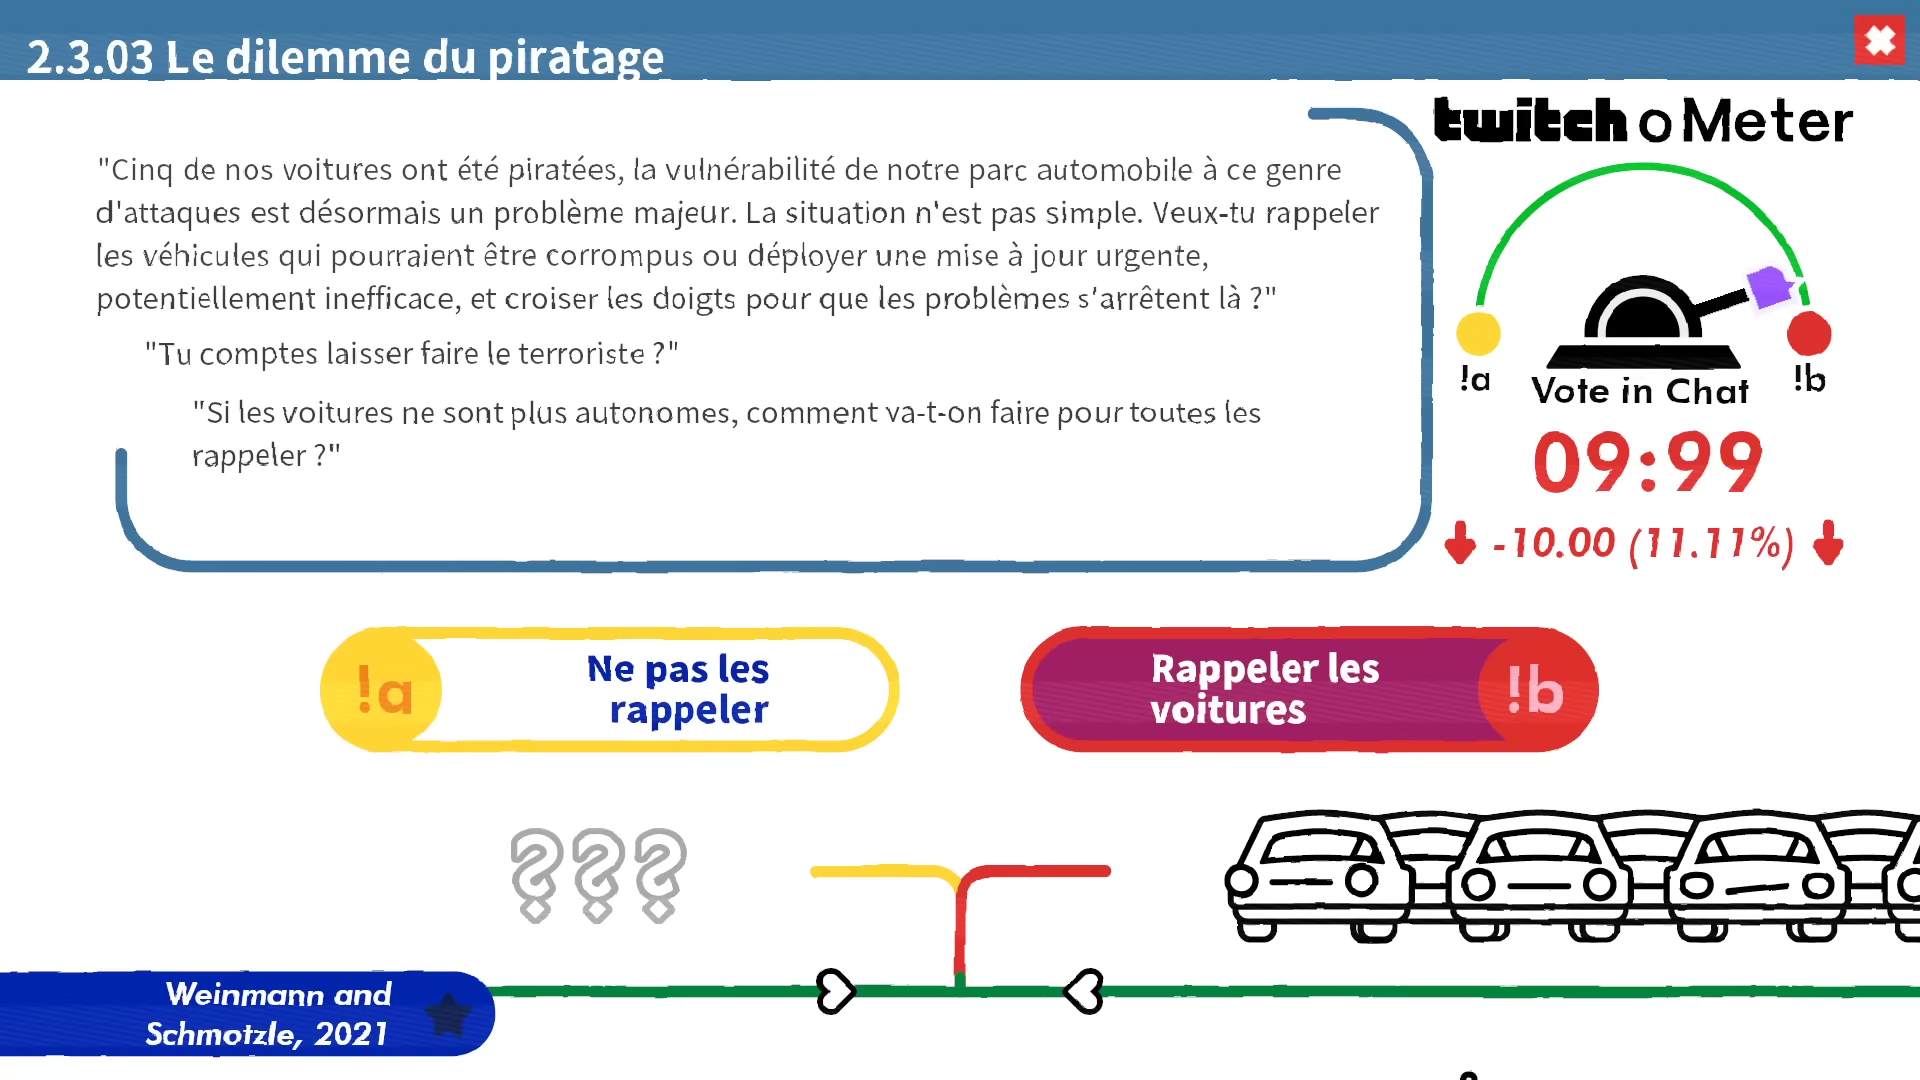 2.3.03 Le dilemme du piratage
"Cinq de nos voitures ont été piratées, la vulnérabilité de notre parc automobile à ce genre
d'attaques est désormais un problème majeur. La situation n'est pas simple. Veux-tu rappeler
les véhicules qui pourraient être corrompus ou déployer une mise à jour urgente,
potentiellement inefficace, et croiser les doigts pour que les problèmes s'arrêtent là ?"
"Tu comptes laisser faire le terroriste ?"
"Si les voitures ne sont plus autonomes, comment va-t-on faire pour toutes les
rappeler ?"
twitch o Meter
!a
Vote in Chat
!b
09:99
-10.00 (11.11%)
!a
Ne pas les
rappeler
Rappeler les
voitures
!b
???
Weinmann and
Schmotzle, 2021